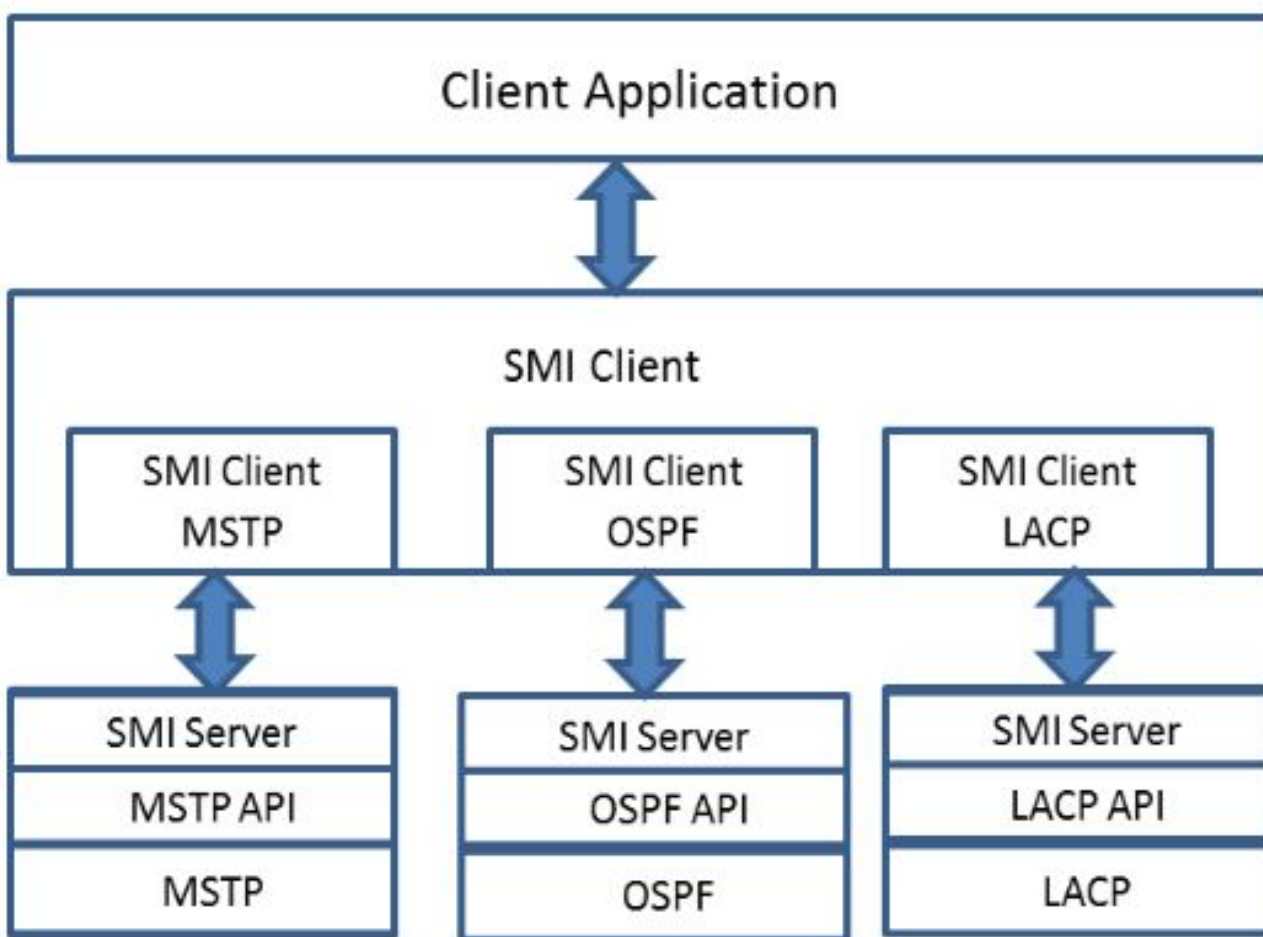 Client Application
SMI Client
SMI Client
MSTP
SMI Client
OSPF
SMI Client
LACP
SMI Server
MSTP API
MSTP
SMI Server
OSPF API
OSPF
SMI Server
LACP API
LACP